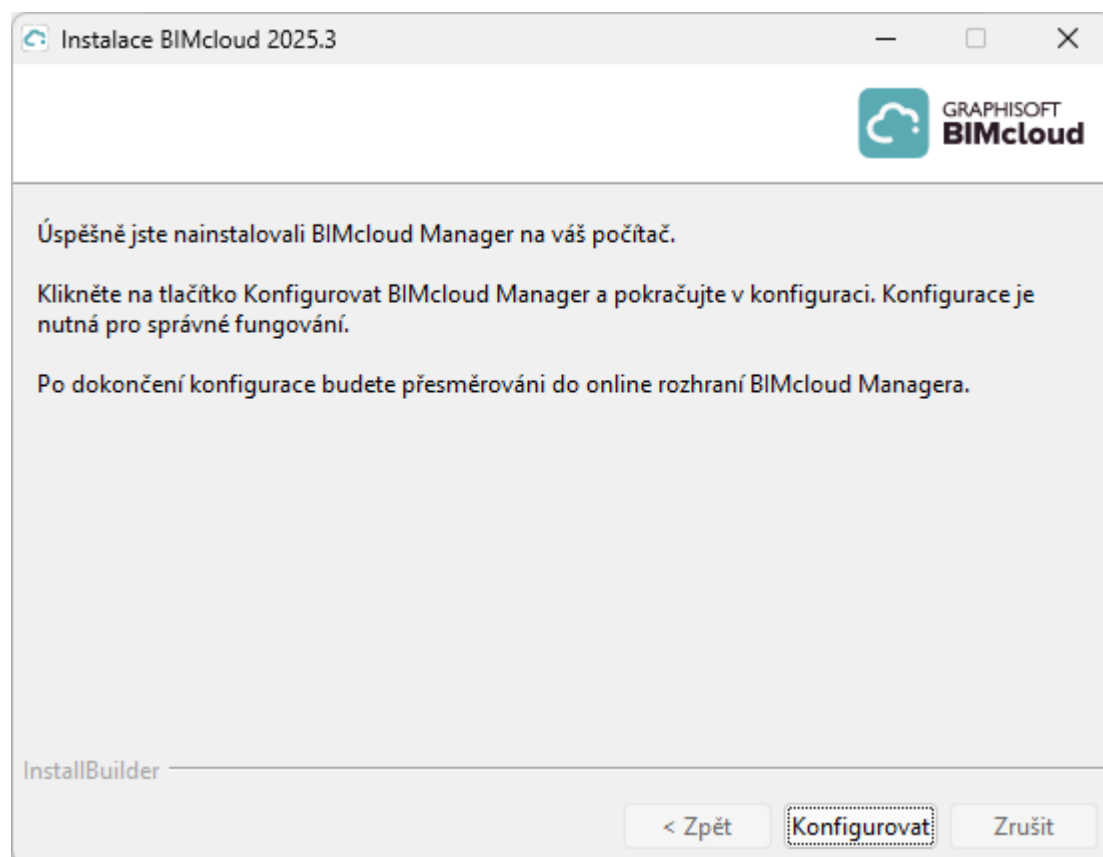 Instalace BIMcloud 2025.3
GRAPHISOFT
BIMcloud
Úspěšně jste nainstalovali BIMcloud Manager na váš počítač.
Klikněte na tlačítko Konfigurovat BIMcloud Manager a pokračujte v konfiguraci. Konfigurace je
nutná pro správné fungování.
Po dokončení konfigurace budete přesměrováni do online rozhraní BIMcloud Managera.
InstallBuilder
< Zpět
Konfigurovat
Zrušit